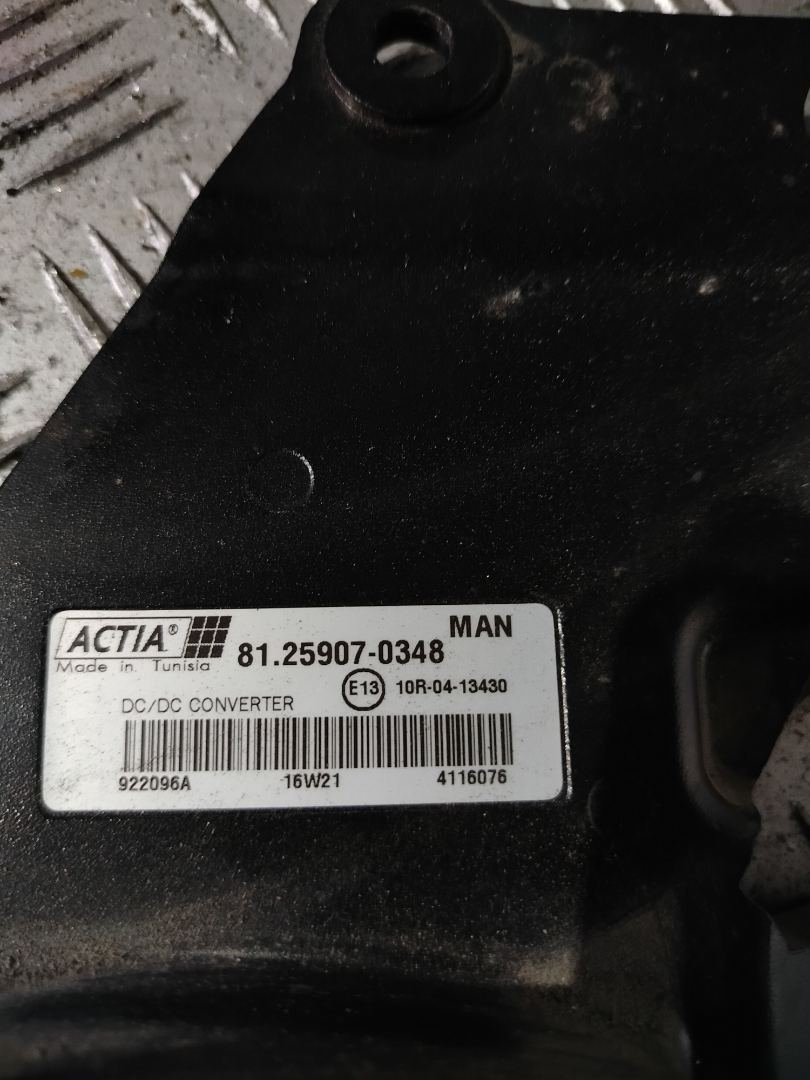 ACTIA® MAN
Made in Tunisia 81.25907-0348
E13 10R-04-13430
DC/DC CONVERTER
922096A 16W21 4116076